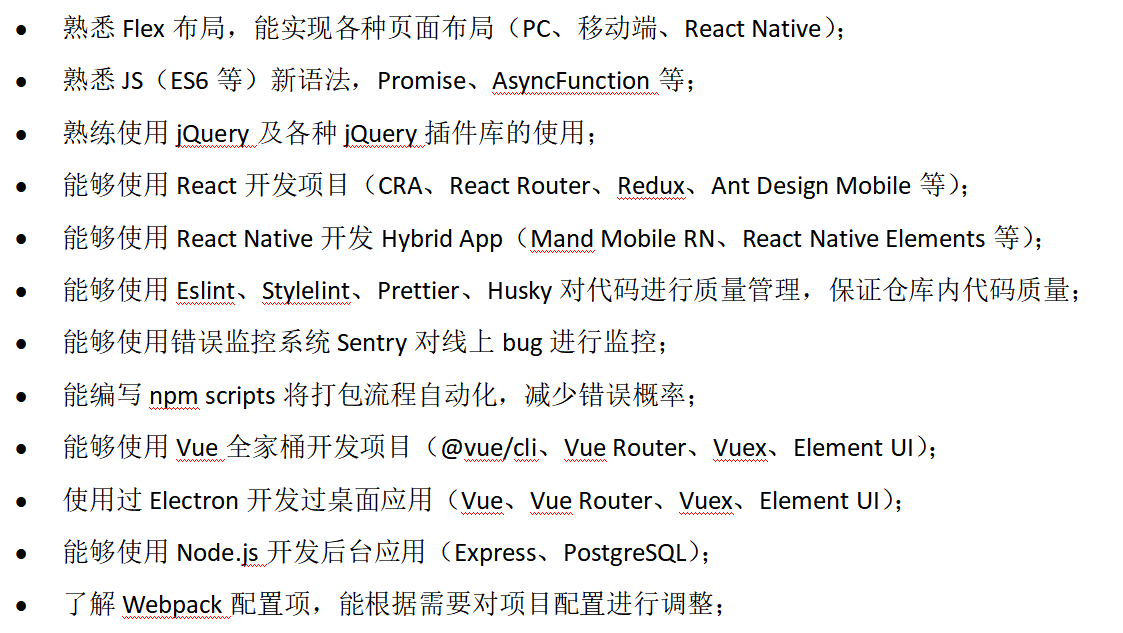 ● 熟悉 Flex 布局，能实现各种页面布局（PC、移动端、React Native）；
● 熟悉 JS（ES6 等）新语法，Promise、AsyncFunction 等；
● 熟练使用 jQuery 及各种 jQuery 插件库的使用；
● 能够使用 React 开发项目（CRA、React Router、Redux、Ant Design Mobile 等）；
● 能够使用 React Native 开发 Hybrid App（Mand Mobile RN、React Native Elements 等）；
● 能够使用 Eslint、Stylelint、Prettier、Husky 对代码进行质量管理，保证仓库内代码质量；
● 能够使用错误监控系统 Sentry 对线上 bug 进行监控；
● 能编写 npm scripts 将打包流程自动化，减少错误概率；
● 能够使用 Vue 全家桶开发项目（@vue/cli、Vue Router、Vuex、Element UI）；
● 使用过 Electron 开发过桌面应用（Vue、Vue Router、Vuex、Element UI）；
● 能够使用 Node.js 开发后台应用（Express、PostgreSQL）；
● 了解 Webpack 配置项，能根据需要对项目配置进行调整；